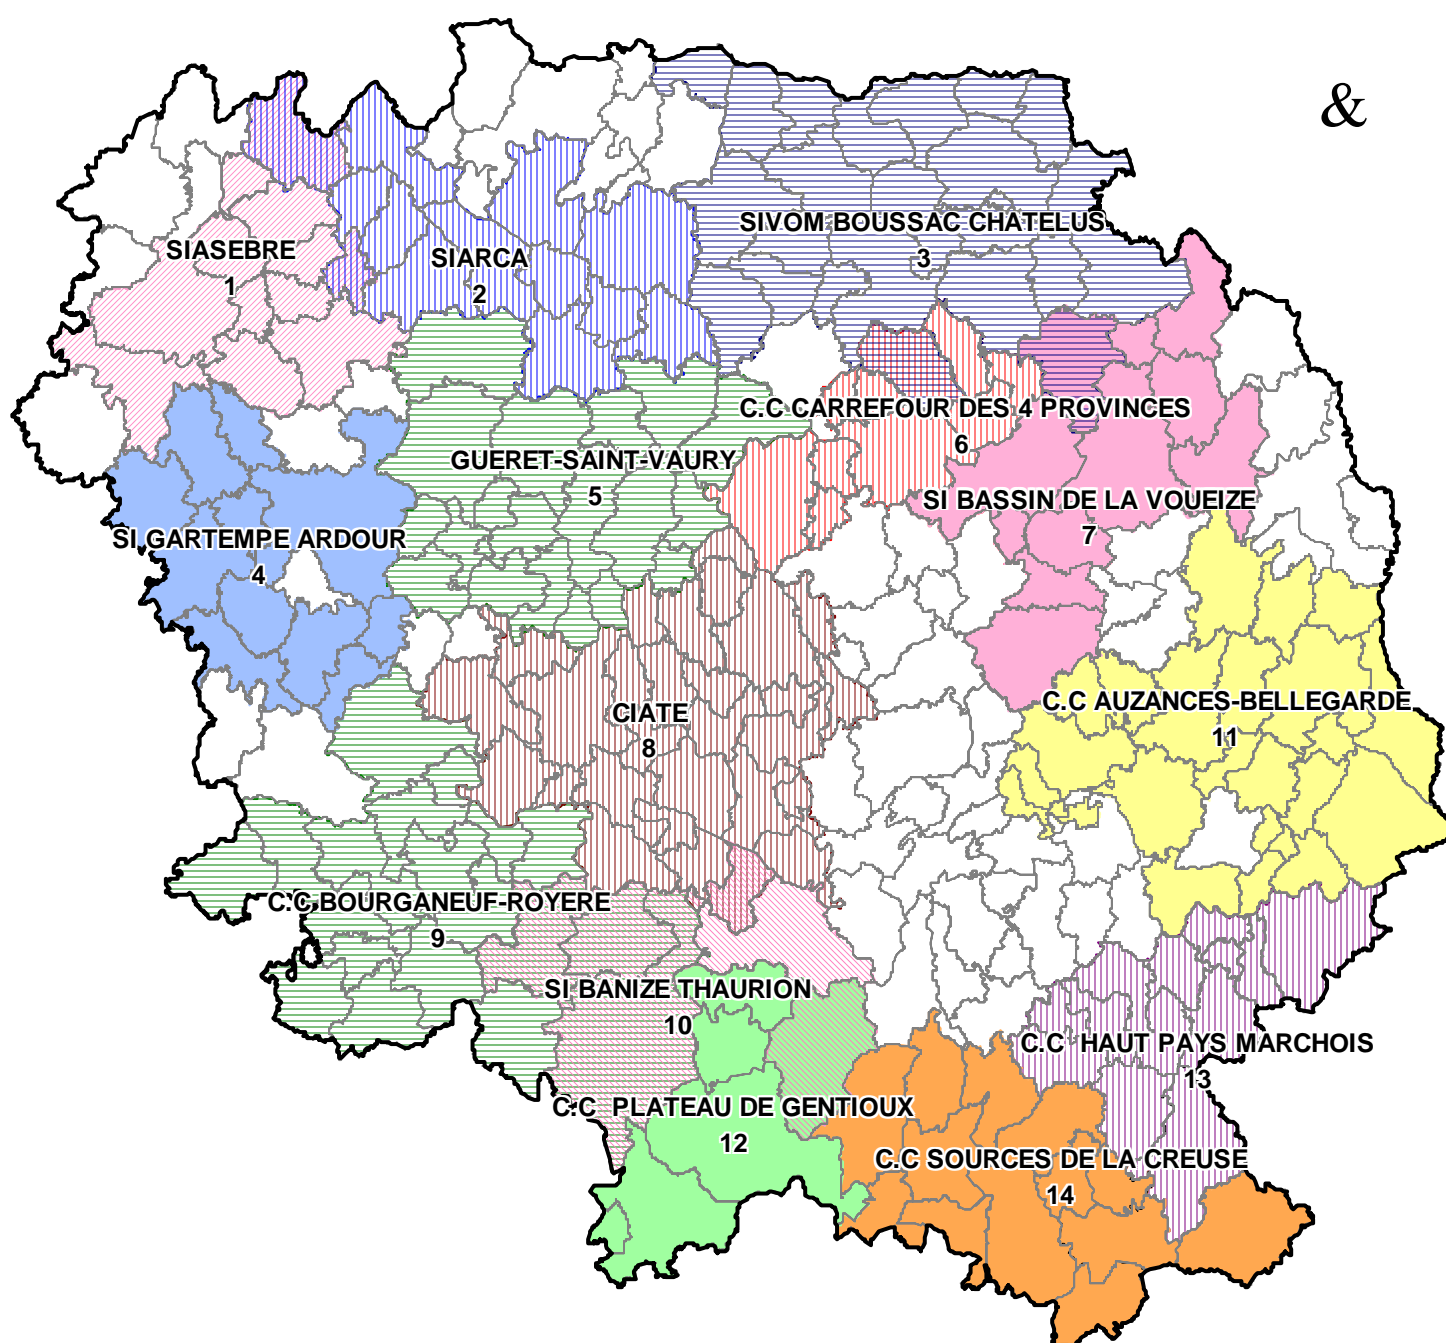 &
SIVOM BOUSSAC CHATELUS
3
SIASEBRE
1
SIARCA
2
C.C CARREFOUR DES 4 PROVINCES
6
GUERET-SAINT-VAURY
5
SI BASSIN DE LA VOUEIZE
7
SI GARTEMPE ARDOUR
4
C.C AUZANCES-BELLEGARDE
11
CIATE
8
C.C BOURGANEUF-ROYERE
9
SI BANIZE THAURION
10
C.C HAUT PAYS MARCHOIS
13
C.C PLATEAU DE GENTIOUX
12
C.C SOURCES DE LA CREUSE
14